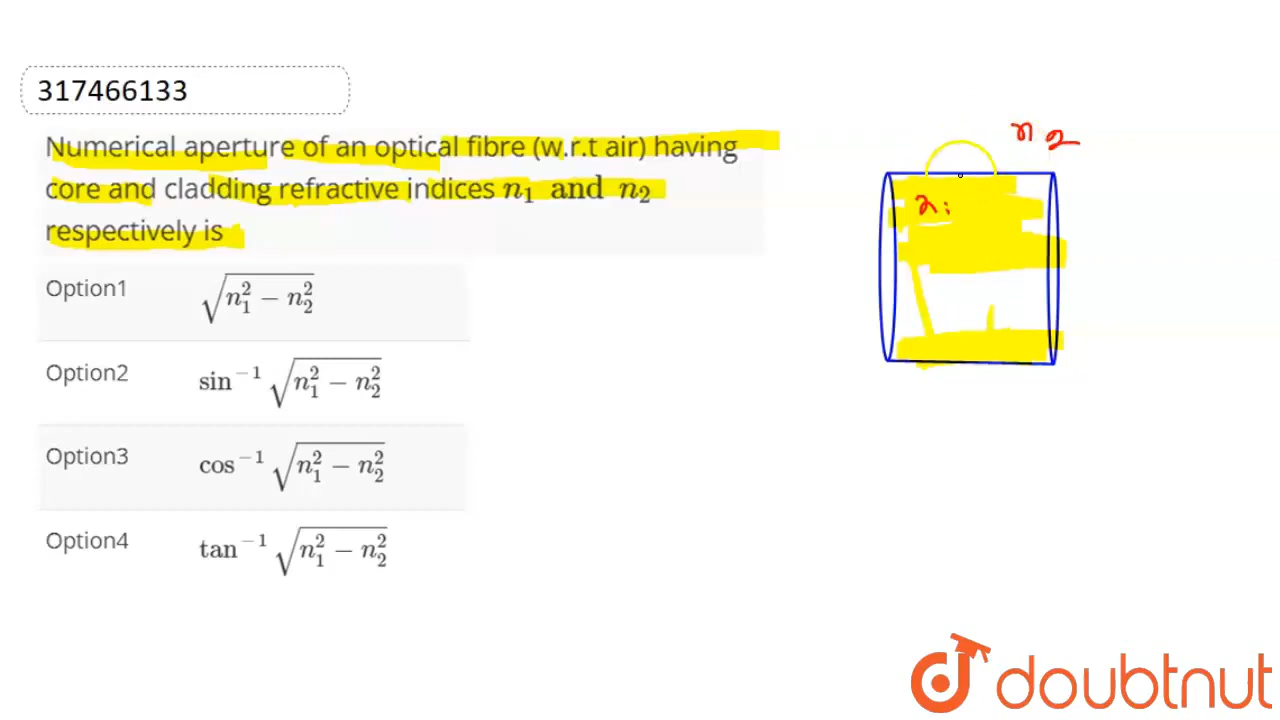 317466133
Numerical aperture of an optical fibre (w.r.t air) having
core and cladding refractive indices n₁ and n₂
respectively is
Option1 √(n₁² − n₂²)
Option2 sin⁻¹ √(n₁² − n₂²)
Option3 cos⁻¹ √(n₁² − n₂²)
Option4 tan⁻¹ √(n₁² − n₂²)
n 2
doubtnut